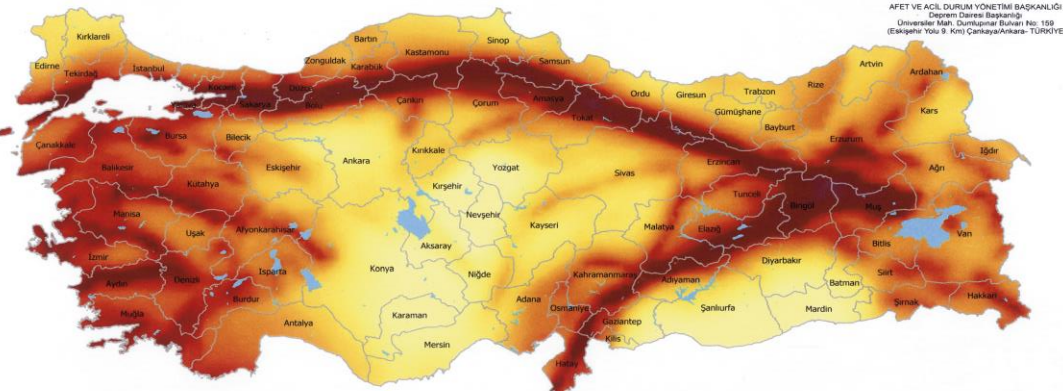 AFET VE ACİL DURUM YÖNETİMİ BAŞKANLIĞI
Deprem Dairesi Başkanlığı
Üniversiler Mah. Dumlupınar Bulvarı No: 159
(Eskişehir Yolu 9. Km) Çankaya/Ankara- TÜRKİYE
Kırklareli
Edirne
Tekirdağ
İstanbul
Kocaeli
Sakarya
Düzce
Bolu
Zonguldak
Bartın
Karabük
Kastamonu
Sinop
Samsun
Çankırı
Çorum
Amasya
Tokat
Ordu
Giresun
Trabzon
Gümüşhane
Bayburt
Rize
Artvin
Ardahan
Kars
Iğdır
Ağrı
Erzurum
Erzincan
Çanakkale
Balıkesir
Bursa
Bilecik
Eskişehir
Kütahya
Ankara
Kırıkkale
Kırşehir
Yozgat
Sivas
Tunceli
Bingöl
Muş
Van
Bitlis
Manisa
Uşak
Afyonkarahisar
İzmir
Aydın
Denizli
Isparta
Burdur
Muğla
Antalya
Konya
Aksaray
Nevşehir
Niğde
Kayseri
Karaman
Mersin
Adana
Osmaniye
Kahramanmaraş
Malatya
Elazığ
Adıyaman
Gaziantep
Kilis
Hatay
Şanlıurfa
Diyarbakır
Batman
Mardin
Siirt
Şırnak
Hakkari